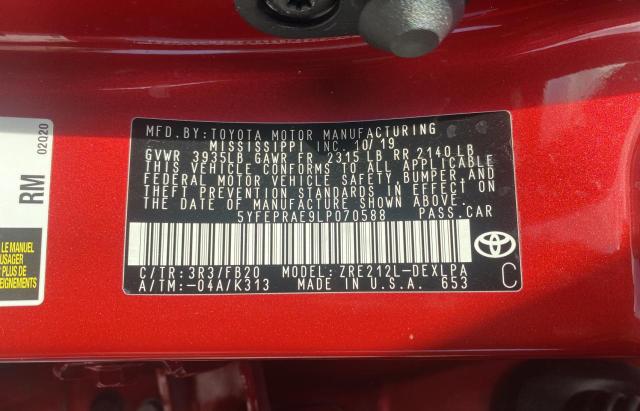 MFD.BY:TOYOTA MOTOR MANUFACTURING
MISSISSIPPI INC. 10/19
GVWR 3935LB GAWR FR 2315 LB RR 2140 LB
THIS VEHICLE CONFORMS TO ALL APPLICABLE
FEDERAL MOTOR VEHICLE SAFETY, BUMPER, AND
THEFT PREVENTION STANDARDS IN EFFECT ON
THE DATE OF MANUFACTURE SHOWN ABOVE.
5YFEPRAE9LP070588 PASS.CAR
C/TR:3R3/FB20 MODEL:ZRE212L-DEXLPA
A/TM:-04A/K313 MADE IN U.S.A. 653
C
02Q20
RM
LE MANUEL
D'USAGER
PLUS DE
EIGNEMENTS